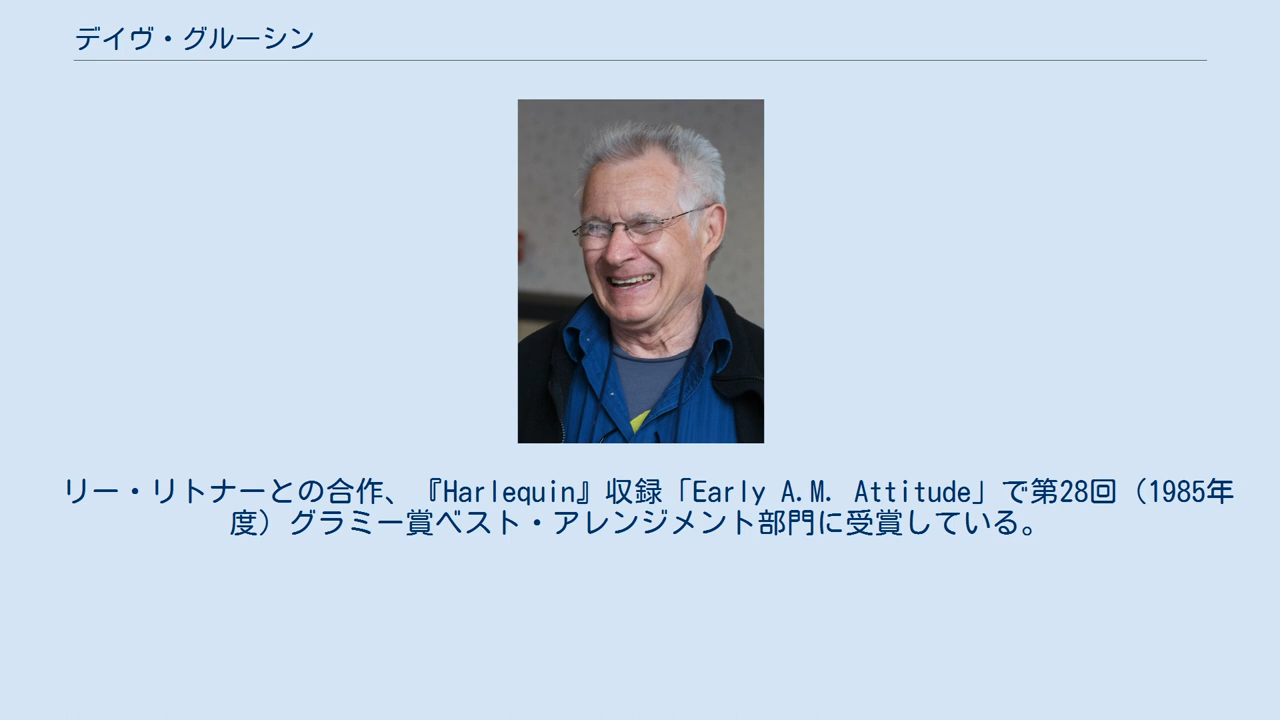 デイヴ・グルーシン
リー・リトナーとの合作、『Harlequin』収録「Early A.M. Attitude」で第28回（1985年
度）グラミー賞ベスト・アレンジメント部門に受賞している。